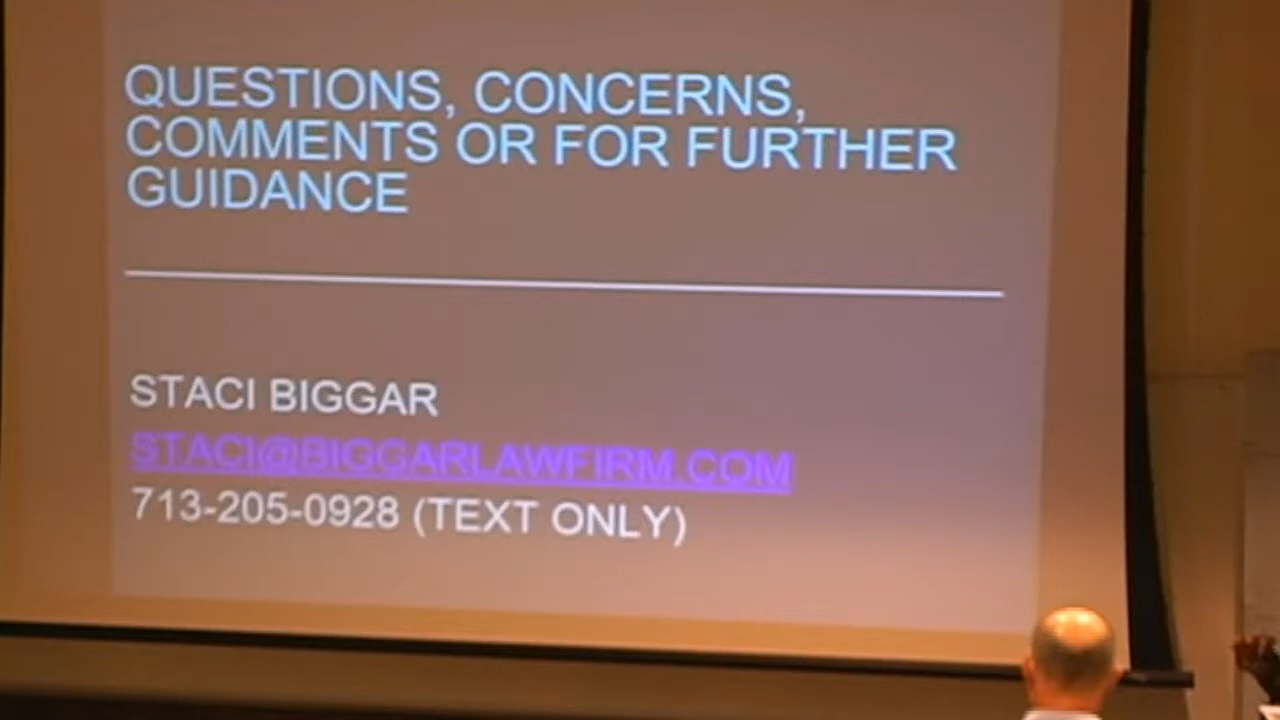 QUESTIONS, CONCERNS,
COMMENTS OR FOR FURTHER
GUIDANCE
STACI BIGGAR
STACI@BIGGARLAWFIRM.COM
713-205-0928 (TEXT ONLY)